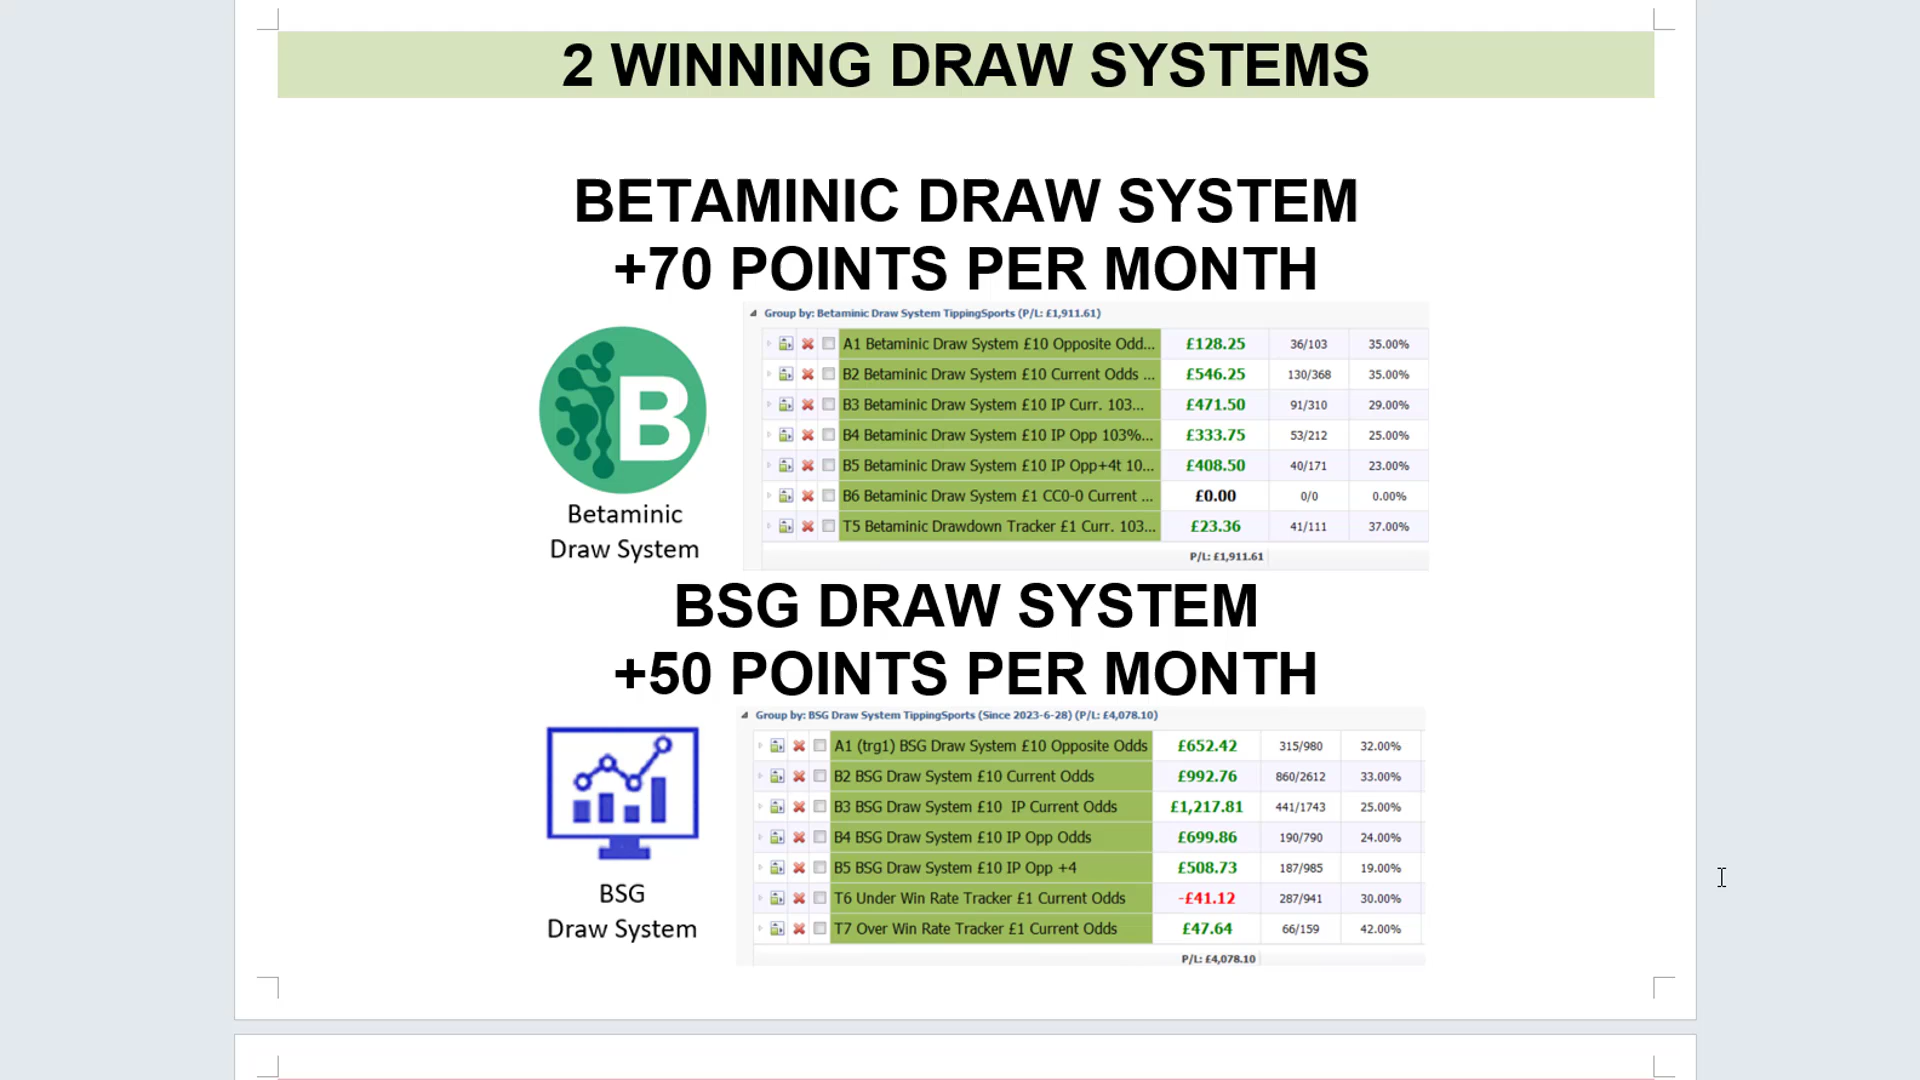 2 WINNING DRAW SYSTEMS
BETAMINIC DRAW SYSTEM
+70 POINTS PER MONTH
B
Betaminic
Draw System
Group by: Betaminic Draw System TippingSports (P/L: £1,911.61)
A1 Betaminic Draw System £10 Opposite Odd... £128.25 36/103 35.00%
B2 Betaminic Draw System £10 Current Odds ... £546.25 130/368 35.00%
B3 Betaminic Draw System £10 IP Curr. 103... £471.50 91/310 29.00%
B4 Betaminic Draw System £10 IP Opp 103%... £333.75 53/212 25.00%
B5 Betaminic Draw System £10 IP Opp+4t 10... £408.50 40/171 23.00%
B6 Betaminic Draw System £1 CC0-0 Current ... £0.00 0/0 0.00%
T5 Betaminic Drawdown Tracker £1 Curr. 103... £23.36 41/111 37.00%
P/L: £1,911.61
BSG DRAW SYSTEM
+50 POINTS PER MONTH
BSG
Draw System
Group by: BSG Draw System TippingSports (Since 2023-6-28) (P/L: £4,078.10)
A1 (trg1) BSG Draw System £10 Opposite Odds £652.42 315/980 32.00%
B2 BSG Draw System £10 Current Odds £992.76 860/2612 33.00%
B3 BSG Draw System £10 IP Current Odds £1,217.81 441/1743 25.00%
B4 BSG Draw System £10 IP Opp Odds £699.86 190/790 24.00%
B5 BSG Draw System £10 IP Opp +4 £508.73 187/985 19.00%
T6 Under Win Rate Tracker £1 Current Odds -£41.12 287/941 30.00%
T7 Over Win Rate Tracker £1 Current Odds £47.64 66/159 42.00%
P/L: £4,078.10